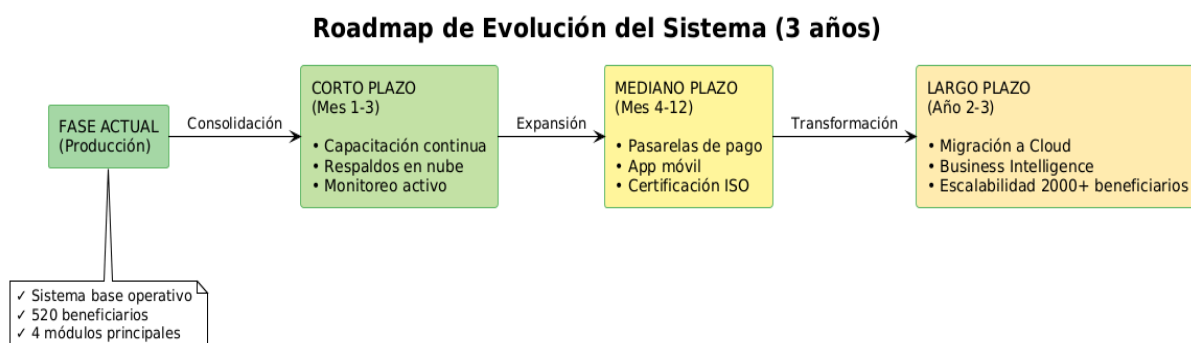 Roadmap de Evolución del Sistema (3 años)
FASE ACTUAL
(Producción)
Consolidación
CORTO PLAZO
(Mes 1-3)
• Capacitación continua
• Respaldos en nube
• Monitoreo activo
Expansión
MEDIANO PLAZO
(Mes 4-12)
• Pasarelas de pago
• App móvil
• Certificación ISO
Transformación
LARGO PLAZO
(Año 2-3)
• Migración a Cloud
• Business Intelligence
• Escalabilidad 2000+ beneficiarios
✓ Sistema base operativo
✓ 520 beneficiarios
✓ 4 módulos principales